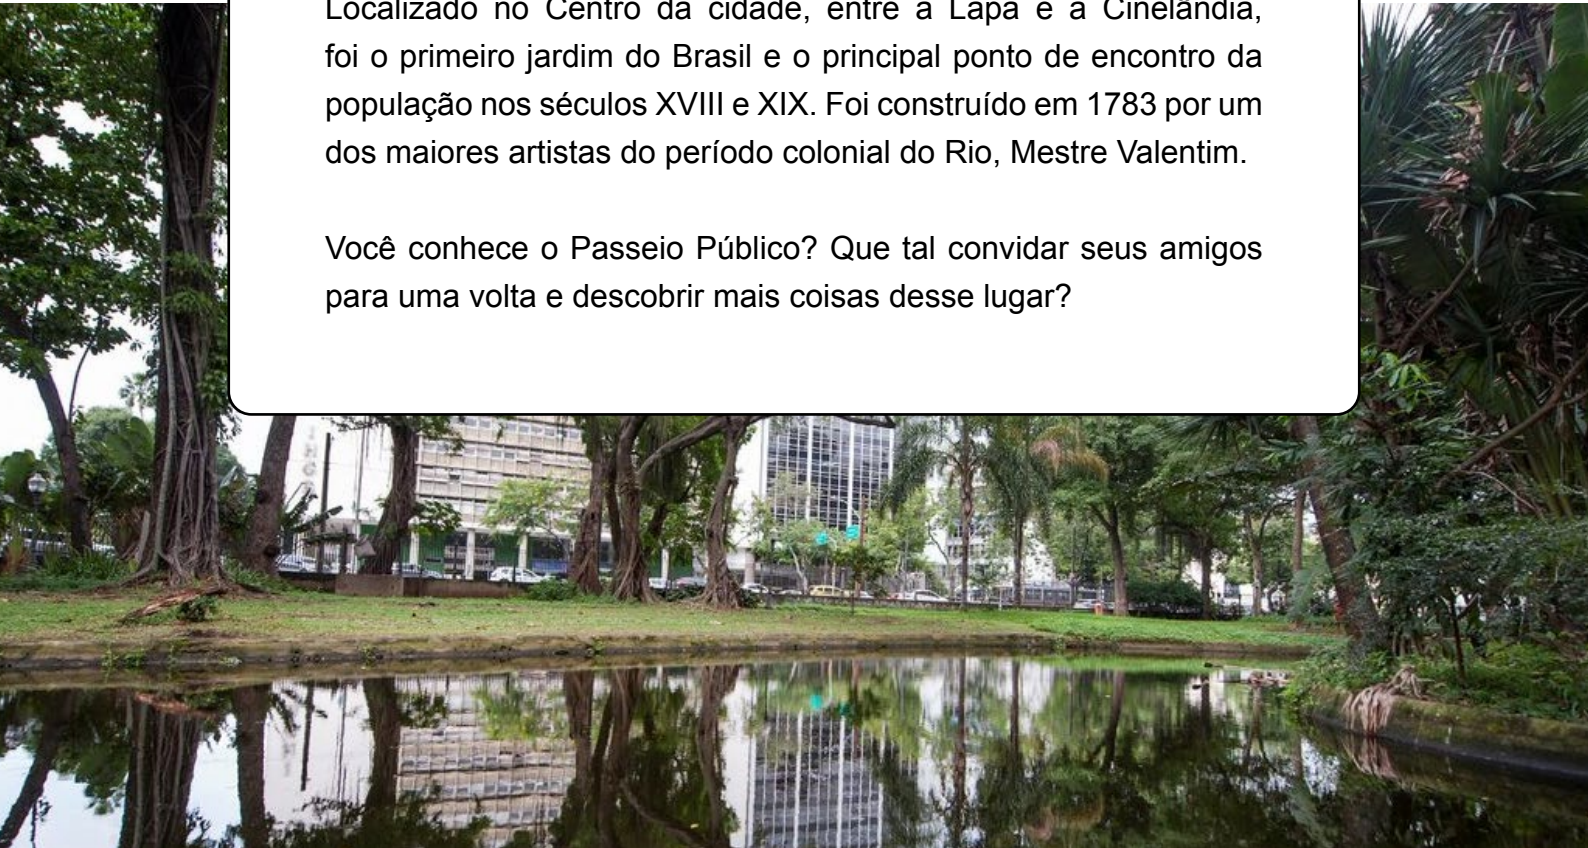 Localizado no Centro da cidade, entre a Lapa e a Cinelândia,
foi o primeiro jardim do Brasil e o principal ponto de encontro da
população nos séculos XVIII e XIX. Foi construído em 1783 por um
dos maiores artistas do período colonial do Rio, Mestre Valentim.
Você conhece o Passeio Público? Que tal convidar seus amigos
para uma volta e descobrir mais coisas desse lugar?